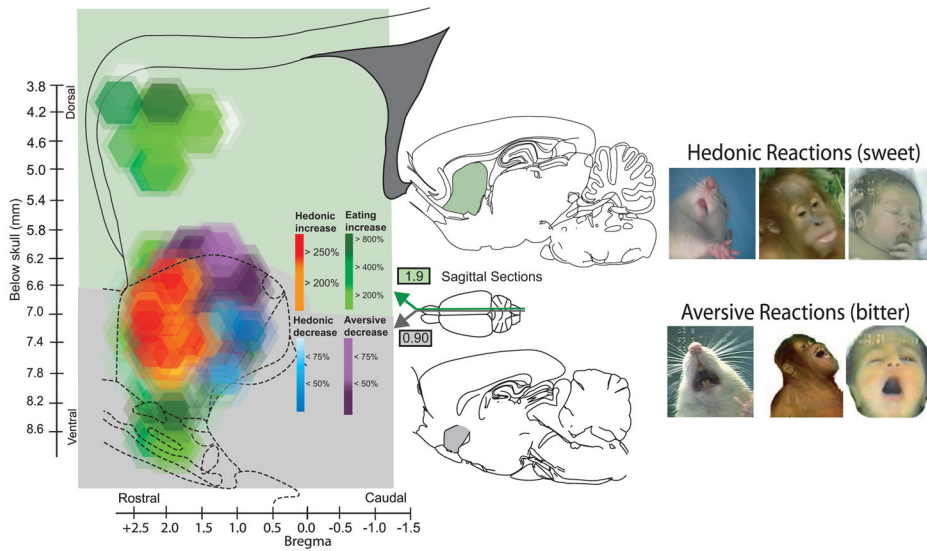 Dorsal
Below skull (mm)
Ventral
3.8
4.2
4.6
5.0
5.4
5.8
6.2
6.6
7.0
7.4
7.8
8.2
8.6
Hedonic
increase
> 250%
> 200%
Eating
increase
> 800%
> 400%
> 200%
Hedonic
decrease
< 75%
< 50%
Aversive
decrease
< 75%
< 50%
Rostral
Caudal
+2.5 2.0 1.5 1.0 0.5 0.0 -0.5 -1.0 -1.5
Bregma
1.9
Sagittal Sections
0.90
Hedonic Reactions (sweet)
Aversive Reactions (bitter)